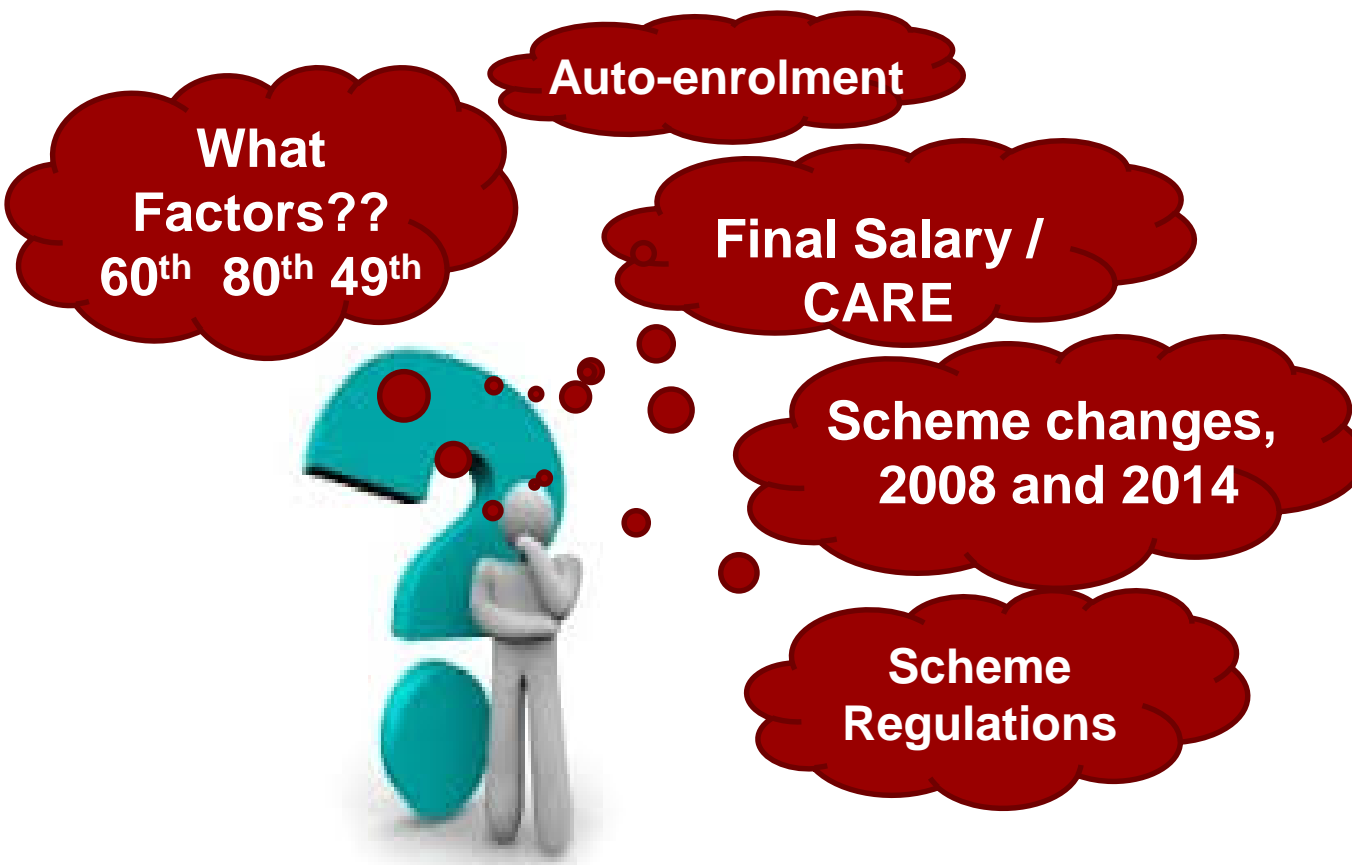 Auto-enrolment
What
Factors??
60th 80th 49th
Final Salary /
CARE
Scheme changes,
2008 and 2014
Scheme
Regulations